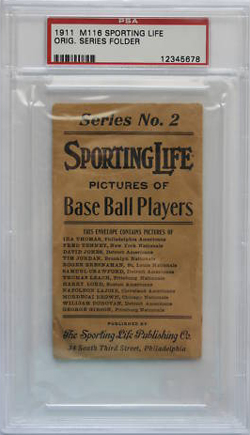 1911 M116 SPORTING LIFE
PSA
ORIG. SERIES FOLDER
12345678
Series No. 2
SPORTING LIFE
PICTURES OF
Base Ball Players
THIS ENVELOPE CONTAINS PICTURES OF
IRA THOMAS, Philadelphia Americans
FRED TENNEY, New York Nationals
DAVID JONES, Detroit Americans
TIM JORDAN, Brooklyn Nationals
ROGER BRESNAHAN, St. Louis Nationals
SAMUEL CRAWFORD, Detroit Americans
THOMAS LEACH, Pittsburg Nationals
HARRY LORD, Boston Americans
NAPOLEON LAJOIE, Cleveland Americans
MORDECAI BROWN, Chicago Nationals
WILLIAM DONOVAN, Detroit Americans
GEORGE GIBSON, Pittsburg Nationals
PUBLISHED BY
The Sporting Life Publishing Co.
34 South Third Street, Philadelphia